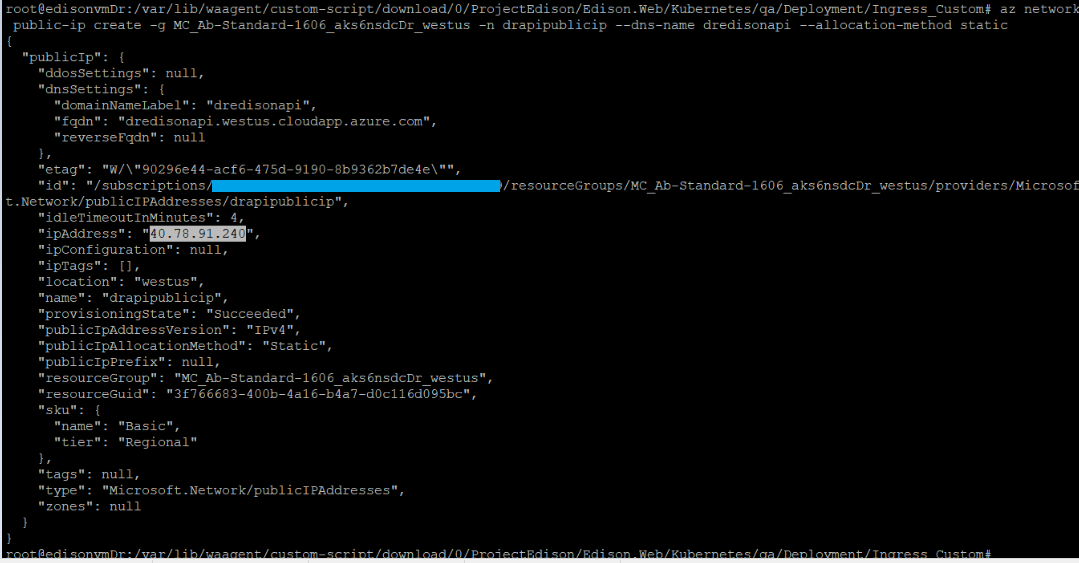 root@edisonvmDr:/var/lib/waagent/custom-script/download/0/ProjectEdison/Edison.Web/Kubernetes/qa/Deployment/Ingress_Custom# az network
 public-ip create -g MC_Ab-Standard-1606_aks6nsdcDr_westus -n drapipublicip --dns-name dredisonapi --allocation-method static
{
  "publicIp": {
    "ddosSettings": null,
    "dnsSettings": {
      "domainNameLabel": "dredisonapi",
      "fqdn": "dredisonapi.westus.cloudapp.azure.com",
      "reverseFqdn": null
    },
    "etag": "W/\"90296e44-acf6-475d-9190-8b9362b7de4e\"",
    "id": "/subscriptions/ /resourceGroups/MC_Ab-Standard-1606_aks6nsdcDr_westus/providers/Microsof
t.Network/publicIPAddresses/drapipublicip",
    "idleTimeoutInMinutes": 4,
    "ipAddress": "40.78.91.240",
    "ipConfiguration": null,
    "ipTags": [],
    "location": "westus",
    "name": "drapipublicip",
    "provisioningState": "Succeeded",
    "publicIpAddressVersion": "IPv4",
    "publicIpAllocationMethod": "Static",
    "publicIpPrefix": null,
    "resourceGroup": "MC_Ab-Standard-1606_aks6nsdcDr_westus",
    "resourceGuid": "3f766683-400b-4a16-b4a7-d0c116d095bc",
    "sku": {
      "name": "Basic",
      "tier": "Regional"
    },
    "tags": null,
    "type": "Microsoft.Network/publicIPAddresses",
    "zones": null
  }
}
root@edisonvmDr:/var/lib/waagent/custom-script/download/0/ProjectEdison/Edison.Web/Kubernetes/qa/Deployment/Ingress_Custom#